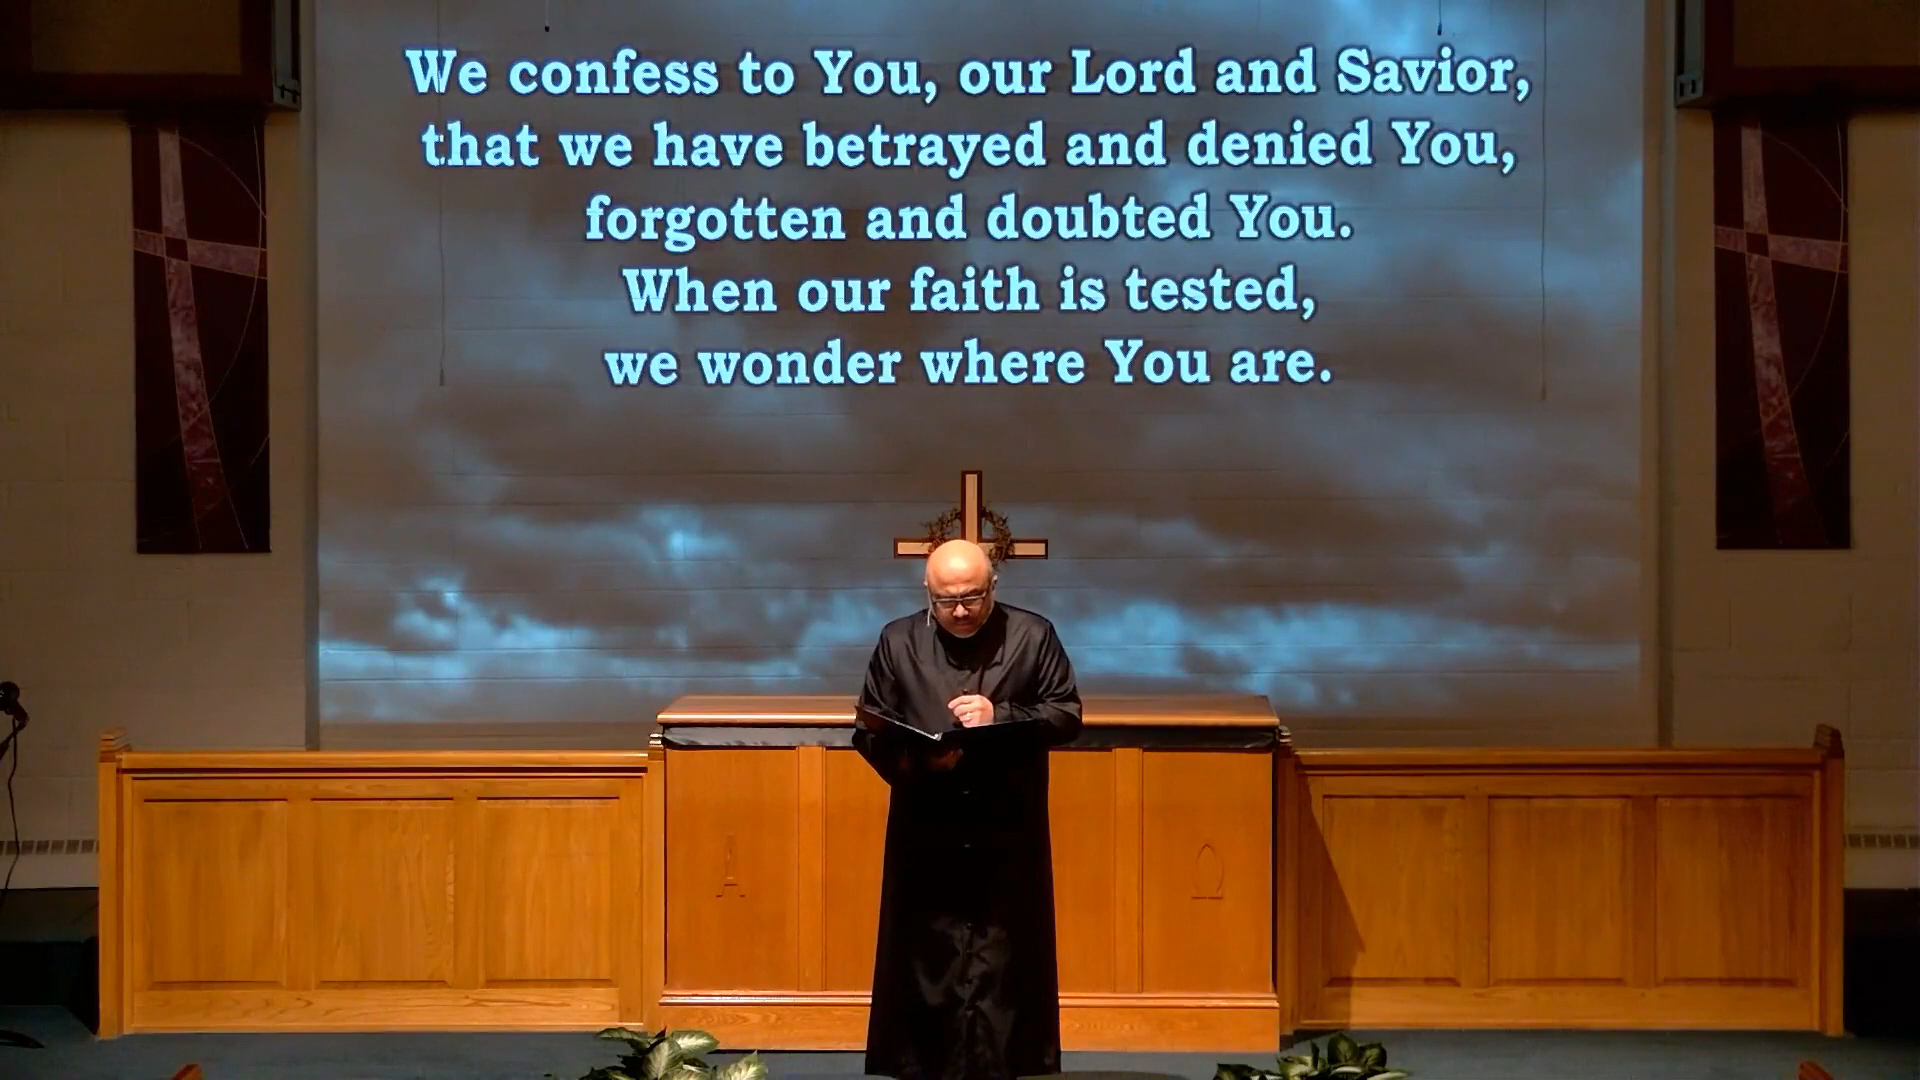 We confess to You, our Lord and Savior,
that we have betrayed and denied You,
forgotten and doubted You.
When our faith is tested,
we wonder where You are.
Α Ω